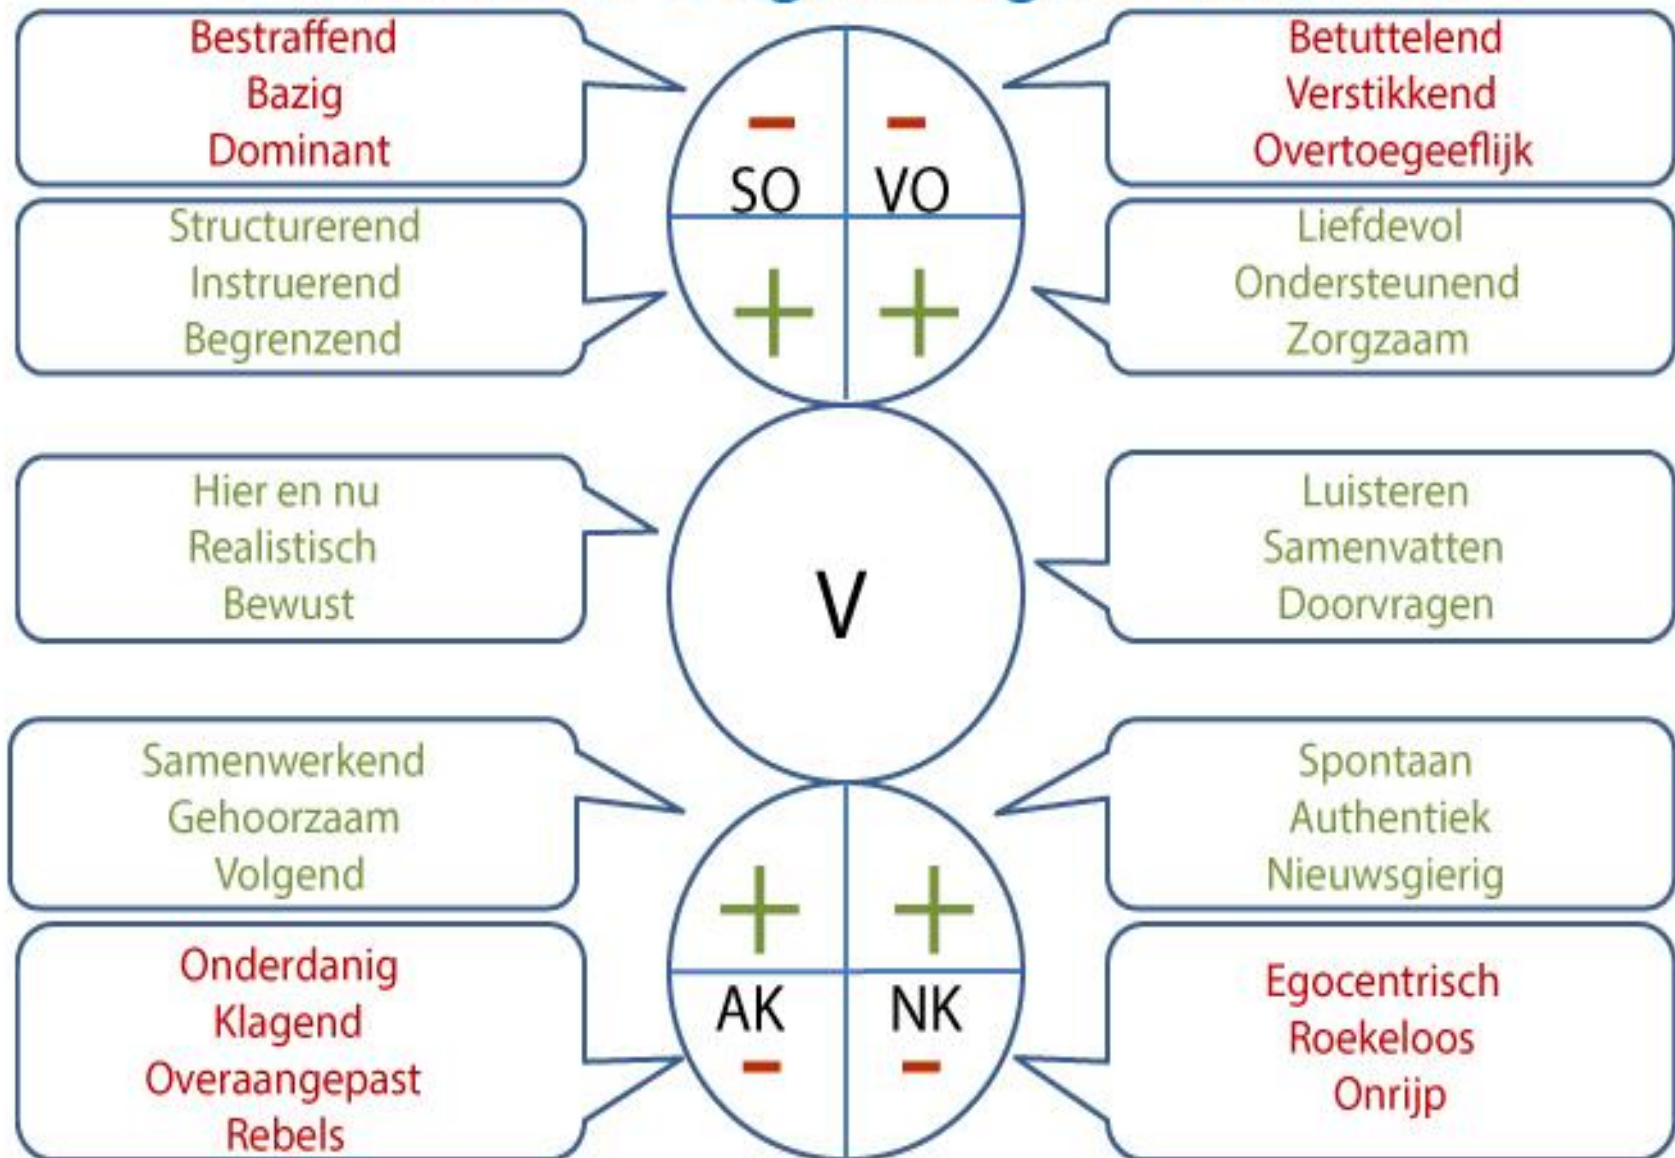 Bestraffend
Bazig
Dominant
Betuttelend
Verstikkend
Overtoegeeflijk
SO
VO
Structurerend
Instruerend
Begrenzend
Liefdevol
Ondersteunend
Zorgzaam
Hier en nu
Realistisch
Bewust
V
Luisteren
Samenvatten
Doorvragen
Samenwerkend
Gehoorzaam
Volgend
Spontaan
Authentiek
Nieuwsgierig
Onderdanig
Klagend
Overaangepast
Rebels
AK
NK
Egocentrisch
Roekeloos
Onrijp